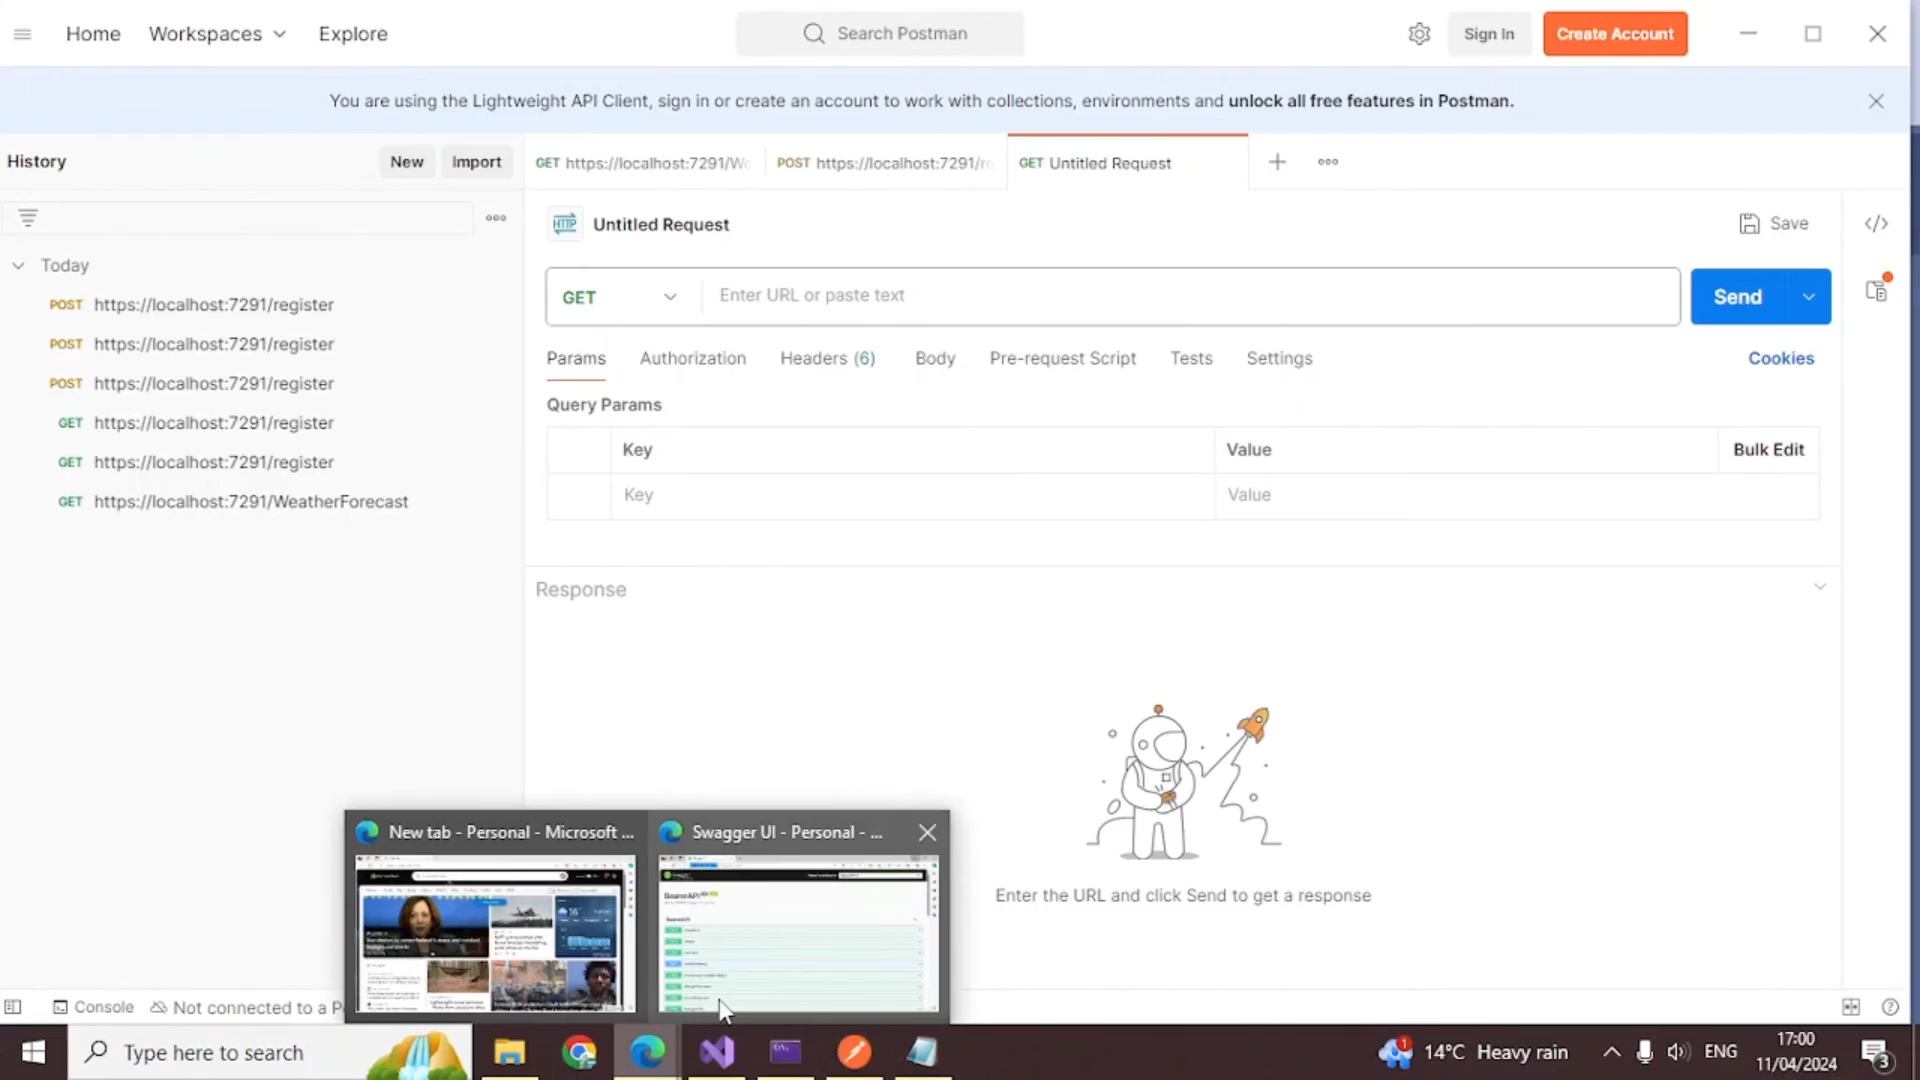 Home Workspaces Explore Search Postman Sign In Create Account
You are using the Lightweight API Client, sign in or create an account to work with collections, environments and unlock all free features in Postman.
History New Import GET https://localhost:7291/We POST https://localhost:7291/re GET Untitled Request
HTTP Untitled Request Save
Today
POST https://localhost:7291/register
POST https://localhost:7291/register
POST https://localhost:7291/register
GET https://localhost:7291/register
GET https://localhost:7291/register
GET https://localhost:7291/WeatherForecast
GET Enter URL or paste text Send
Params Authorization Headers (6) Body Pre-request Script Tests Settings Cookies
Query Params
Key Value Bulk Edit
Key Value
Response
Enter the URL and click Send to get a response
New tab - Personal - Microsoft ... Swagger UI - Personal - ...
BearerAPI
Console Not connected to a P
Type here to search 1 14°C Heavy rain ENG 17:00
11/04/2024 3